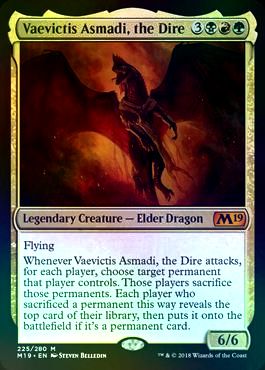 Vaevictis Asmadi, the Dire 3
Legendary Creature — Elder Dragon M19
Flying
Whenever Vaevictis Asmadi, the Dire attacks,
for each player, choose target permanent
that player controls. Those players sacrifice
those permanents. Each player who
sacrificed a permanent this way reveals the
top card of their library, then puts it onto the
battlefield if it's a permanent card.
6/6
225/280 M
M19 • EN Steven Belledin ™ & © 2018 Wizards of the Coast